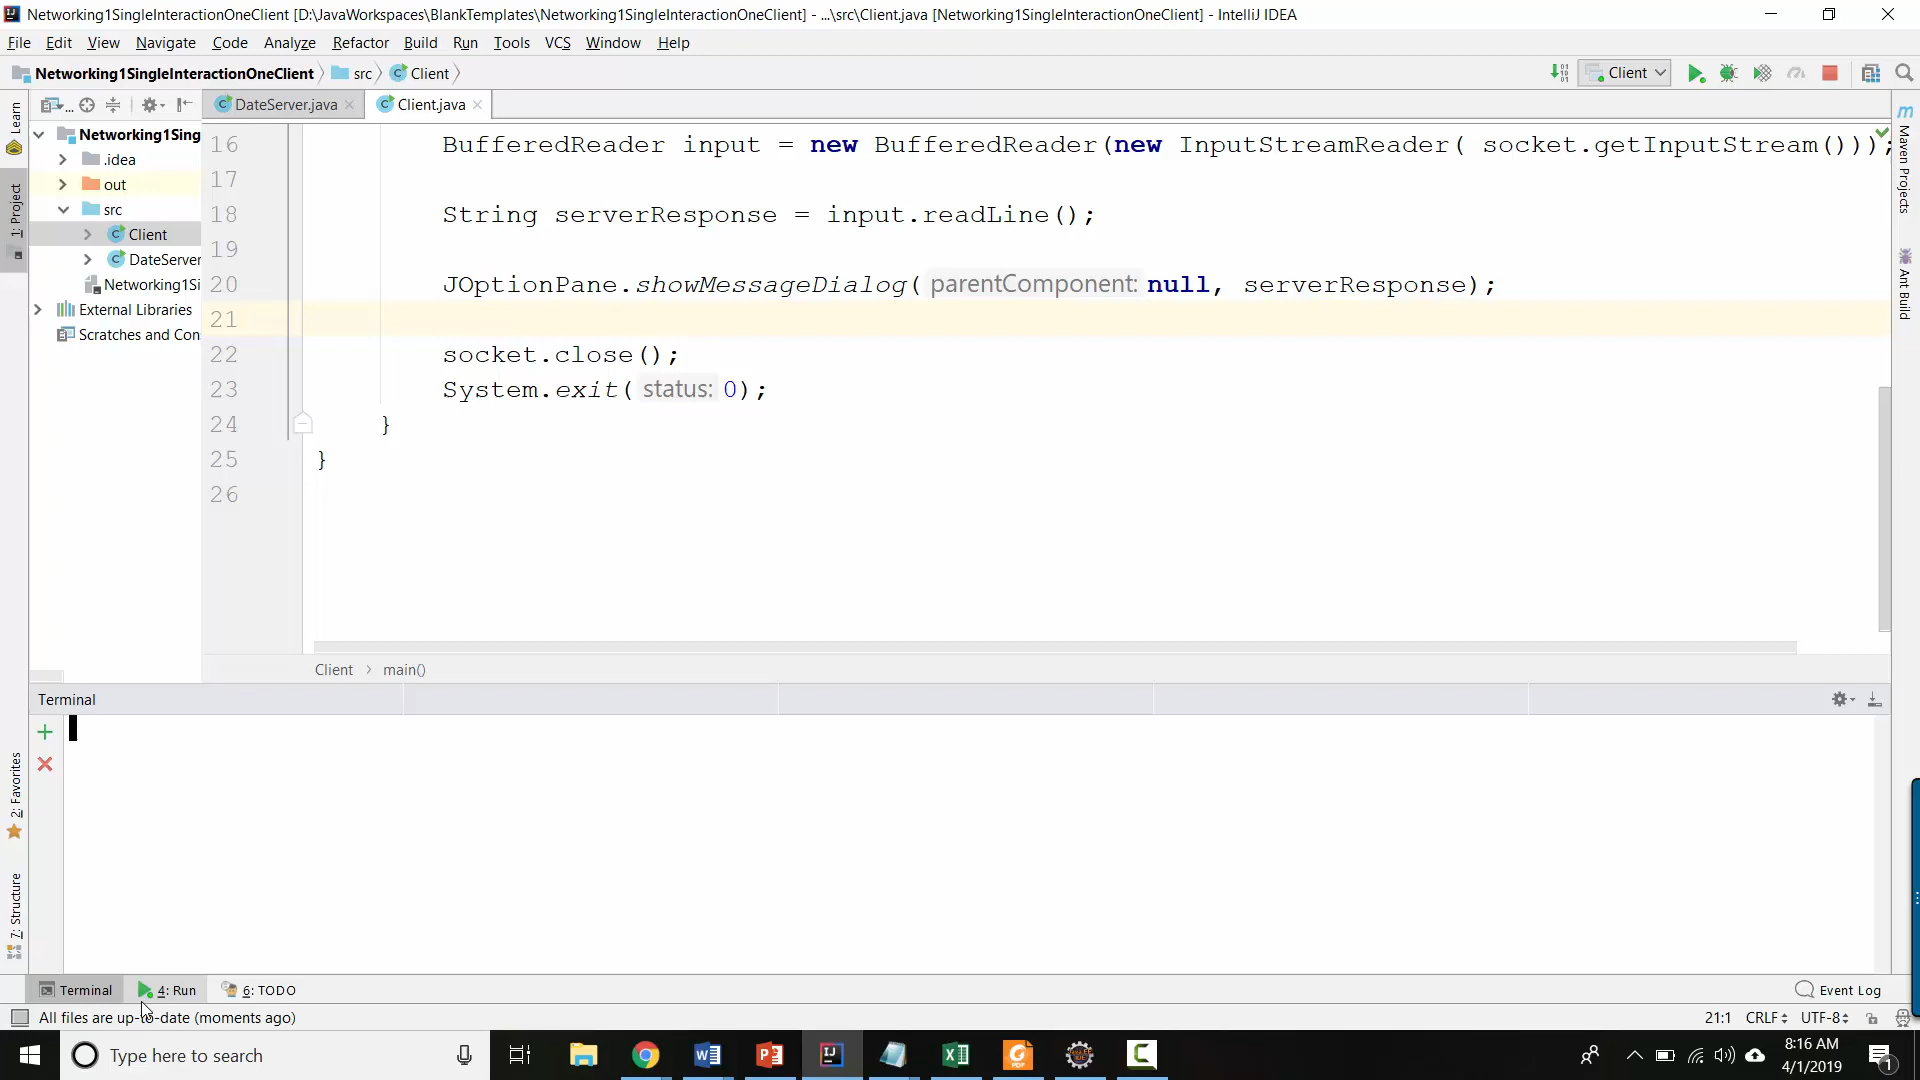 Networking1SingleInteractionOneClient [D:\JavaWorkspaces\BlankTemplates\Networking1SingleInteractionOneClient] - ...\src\Client.java [Networking1SingleInteractionOneClient] - IntelliJ IDEA
File Edit View Navigate Code Analyze Refactor Build Run Tools VCS Window Help
Networking1SingleInteractionOneClient src Client
Client
DateServer.java Client.java
Learn
1: Project
2: Favorites
7: Structure
Networking1Sing
.idea
out
src
Client
DateServer
Networking1Si
External Libraries
Scratches and Con
16 BufferedReader input = new BufferedReader(new InputStreamReader( socket.getInputStream()));
17
18 String serverResponse = input.readLine();
19
20 JOptionPane.showMessageDialog( parentComponent: null, serverResponse);
21
22 socket.close();
23 System.exit( status: 0);
24 }
25 }
26
Client main()
Maven Projects
Ant Build
Terminal
Terminal 4: Run 6: TODO Event Log
All files are up-to-date (moments ago) 21:1 CRLF UTF-8
Type here to search
8:16 AM
4/1/2019
1